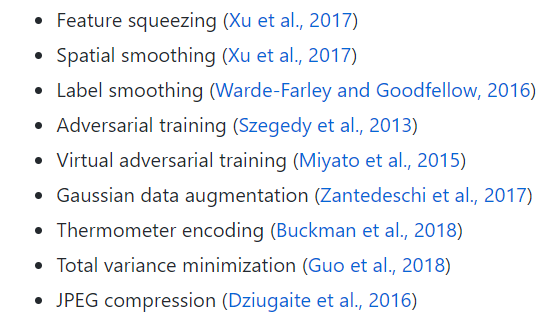 Feature squeezing (Xu et al., 2017)
Spatial smoothing (Xu et al., 2017)
Label smoothing (Warde-Farley and Goodfellow, 2016)
Adversarial training (Szegedy et al., 2013)
Virtual adversarial training (Miyato et al., 2015)
Gaussian data augmentation (Zantedeschi et al., 2017)
Thermometer encoding (Buckman et al., 2018)
Total variance minimization (Guo et al., 2018)
JPEG compression (Dziugaite et al., 2016)